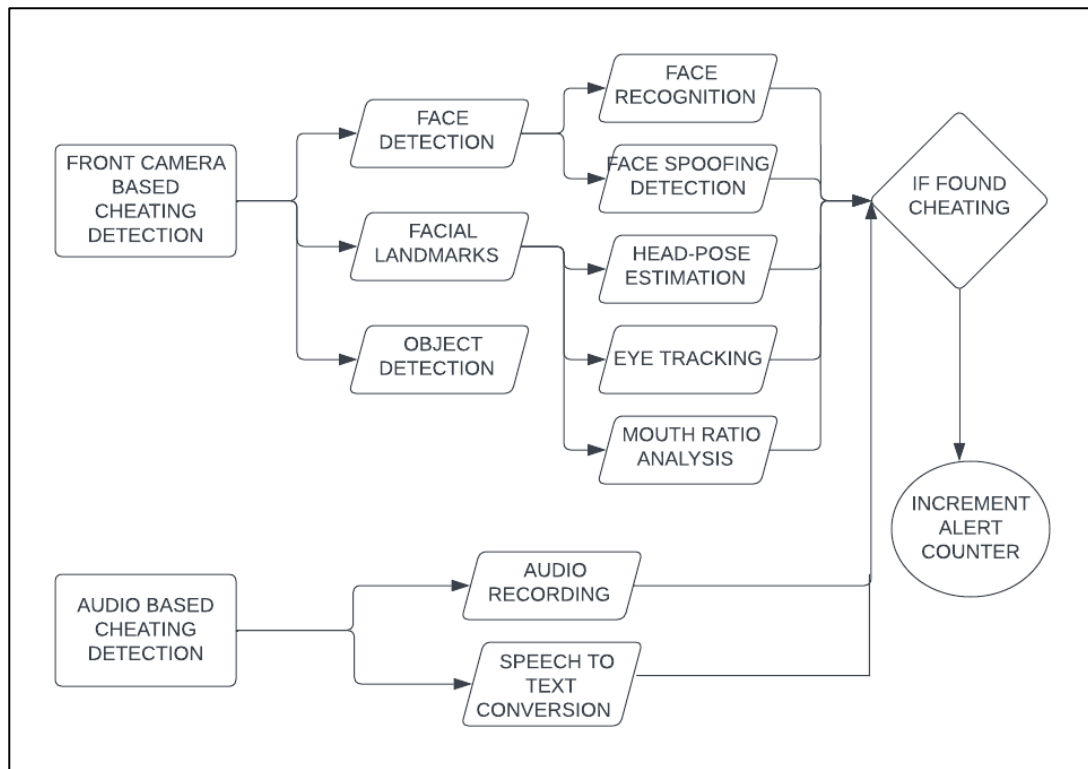 FRONT CAMERA
BASED
CHEATING
DETECTION
FACE
DETECTION
FACIAL
LANDMARKS
OBJECT
DETECTION
FACE
RECOGNITION
FACE SPOOFING
DETECTION
HEAD-POSE
ESTIMATION
EYE TRACKING
MOUTH RATIO
ANALYSIS
IF FOUND
CHEATING
INCREMENT
ALERT
COUNTER
AUDIO BASED
CHEATING
DETECTION
AUDIO
RECORDING
SPEECH TO
TEXT
CONVERSION